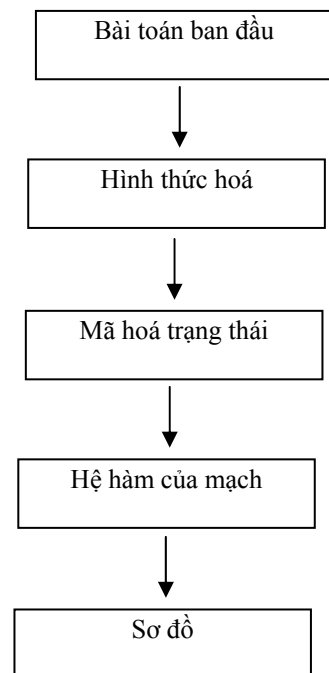 Bài toán ban đầu
Hình thức hoá
Mã hoá trạng thái
Hệ hàm của mạch
Sơ đồ